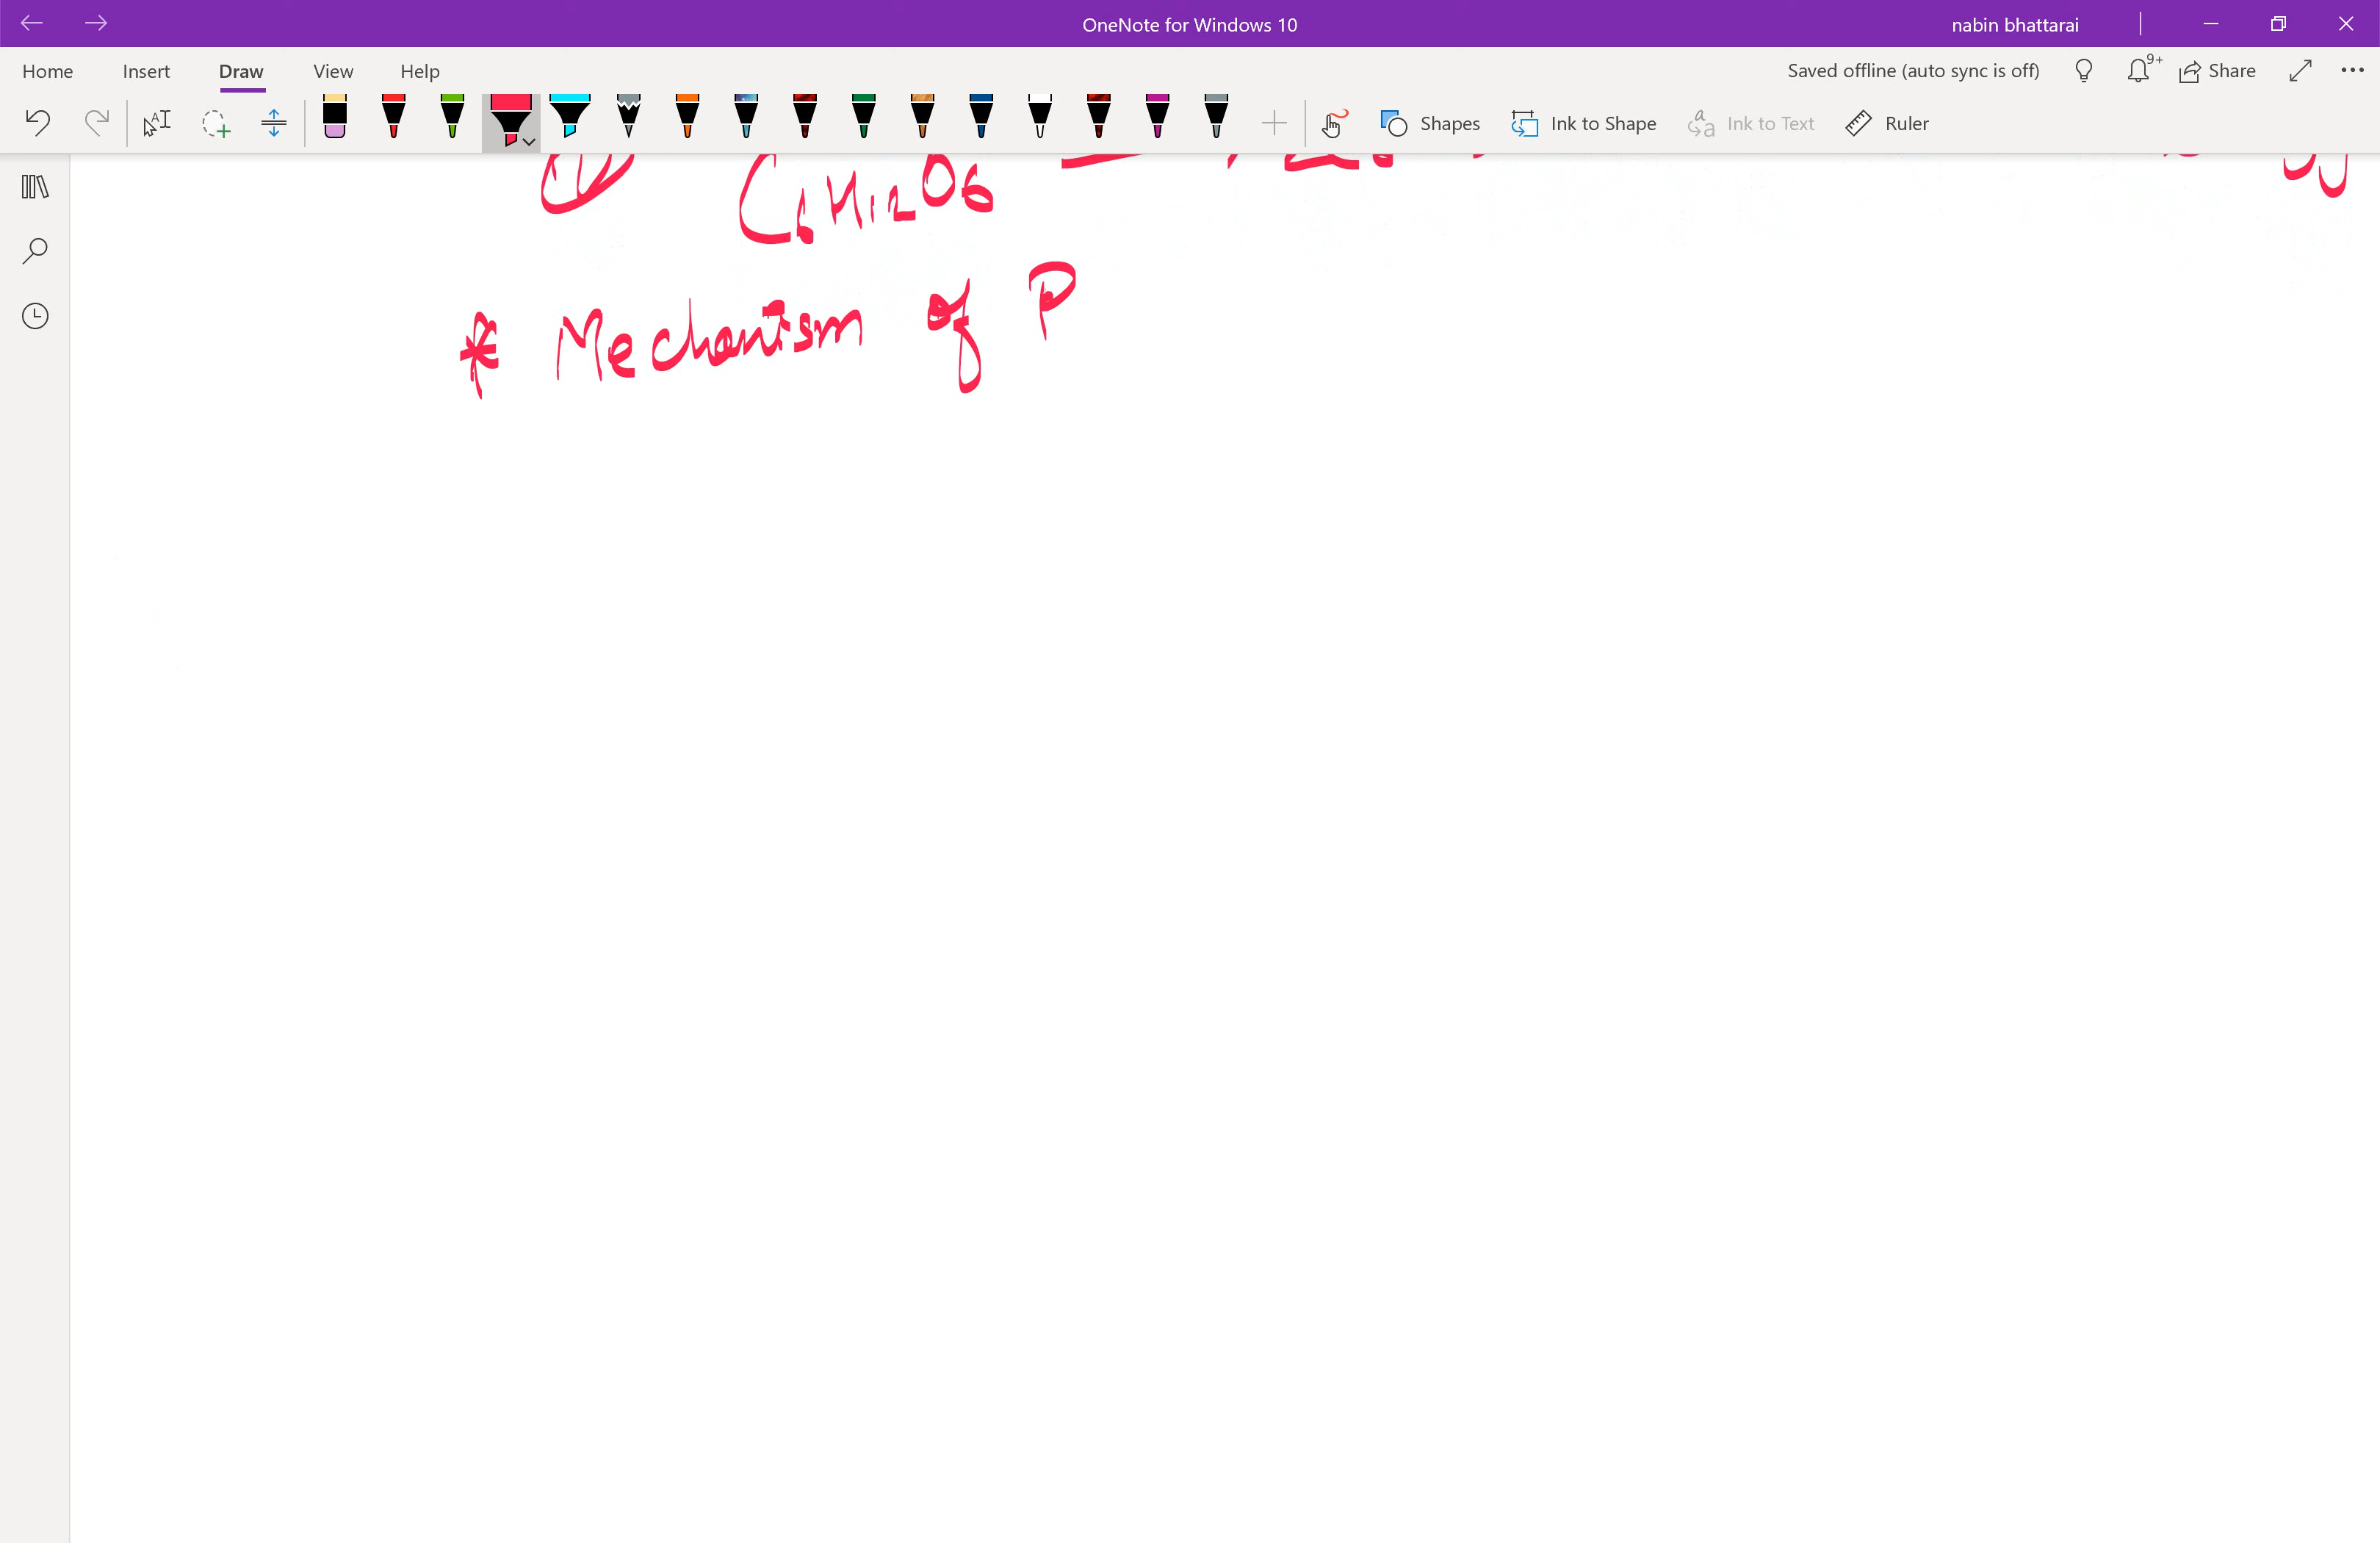 OneNote for Windows 10
nabin bhattarai
Home Insert Draw View Help
Saved offline (auto sync is off)
9+
Share
Shapes Ink to Shape Ink to Text Ruler
C6H12O6
* Mechanism of P